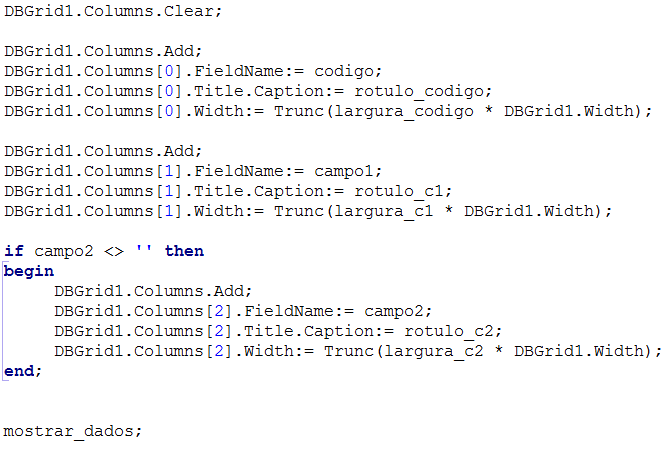 DBGrid1.Columns.Clear;

DBGrid1.Columns.Add;
DBGrid1.Columns[0].FieldName:= codigo;
DBGrid1.Columns[0].Title.Caption:= rotulo_codigo;
DBGrid1.Columns[0].Width:= Trunc(largura_codigo * DBGrid1.Width);

DBGrid1.Columns.Add;
DBGrid1.Columns[1].FieldName:= campo1;
DBGrid1.Columns[1].Title.Caption:= rotulo_c1;
DBGrid1.Columns[1].Width:= Trunc(largura_c1 * DBGrid1.Width);

if campo2 <> '' then
begin
     DBGrid1.Columns.Add;
     DBGrid1.Columns[2].FieldName:= campo2;
     DBGrid1.Columns[2].Title.Caption:= rotulo_c2;
     DBGrid1.Columns[2].Width:= Trunc(largura_c2 * DBGrid1.Width);
end;

mostrar_dados;